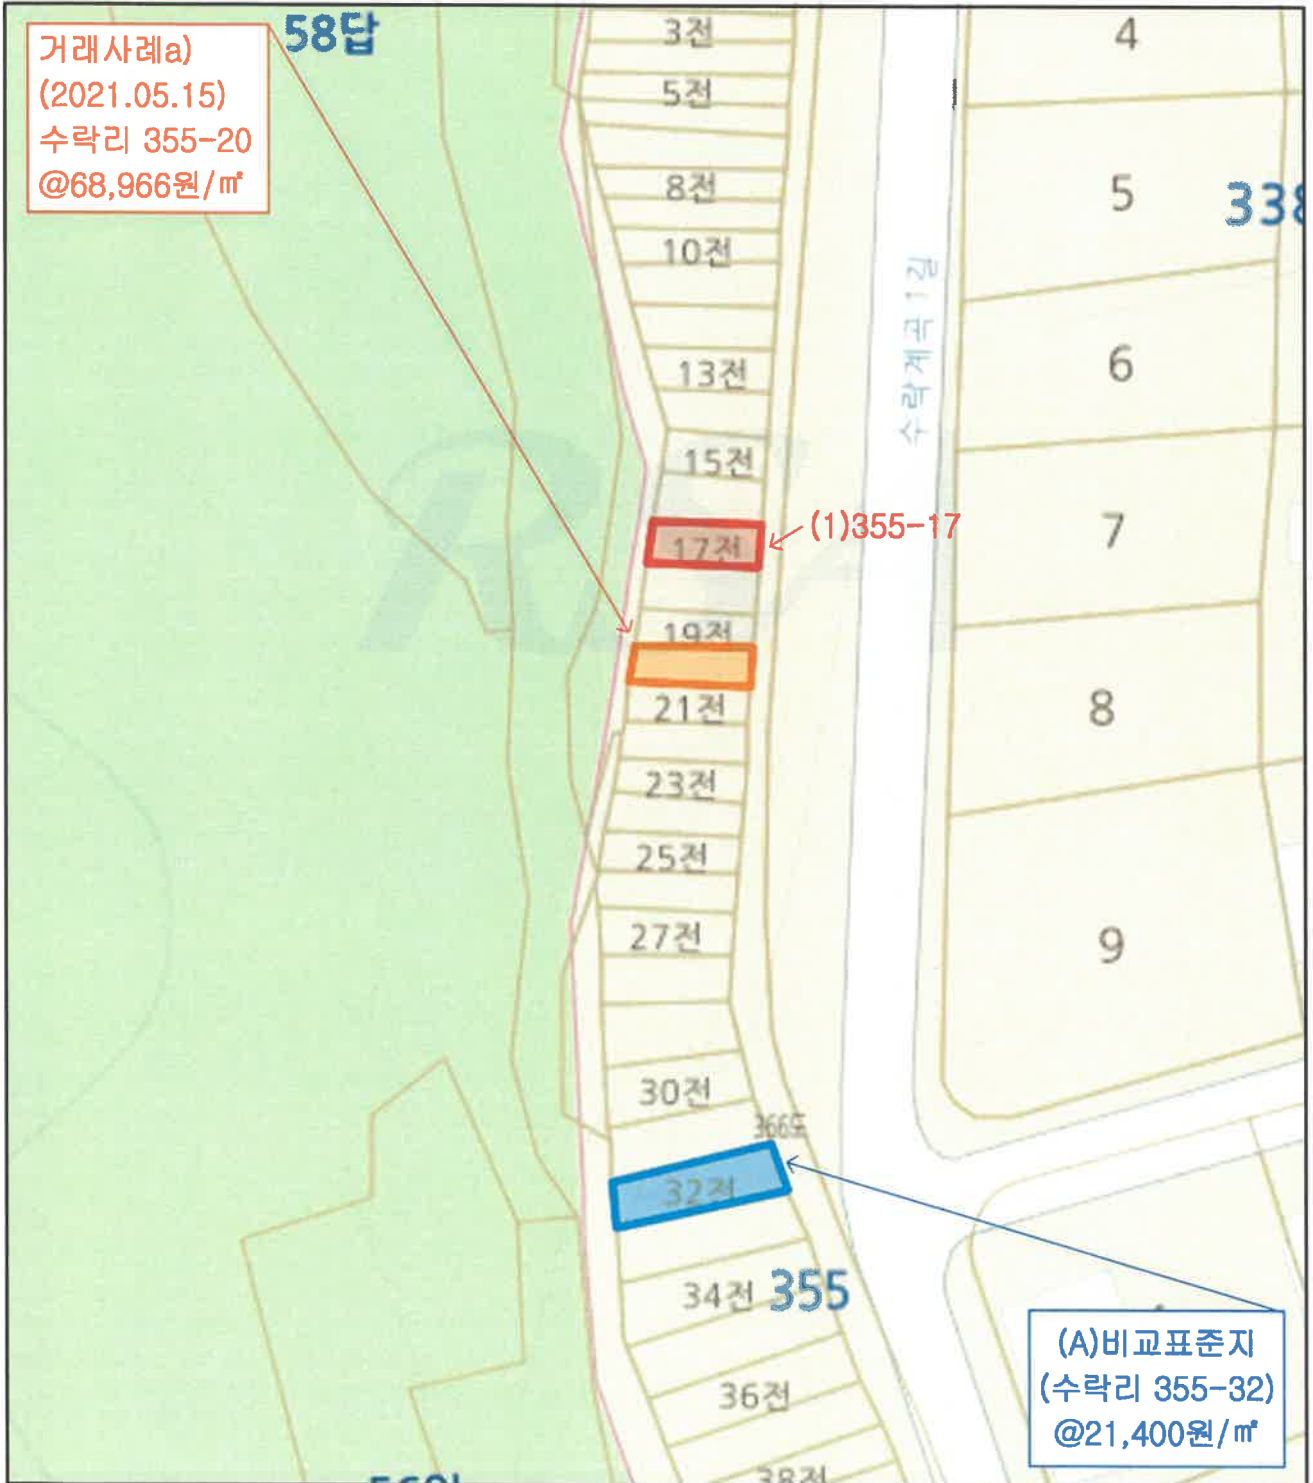 거래사례a)
(2021.05.15)
수락리 355-20
@68,966원/㎡
58답
3전
4
5전
8전
5
338
10전
수락계곡1길
13전
6
15전
(1)355-17
17전
7
19전
21전
8
23전
25전
27전
9
30전
366도
32전
34전
355
(A)비교표준지
(수락리 355-32)
@21,400원/㎡
36전
38전